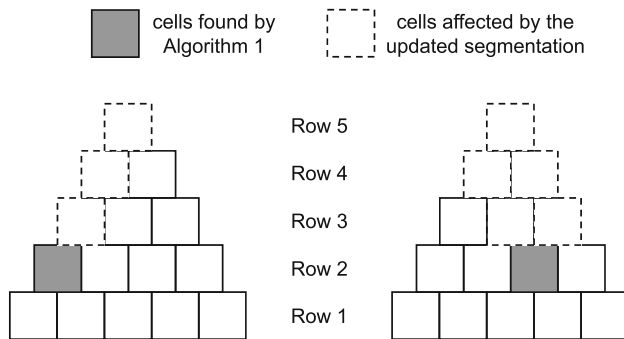 cells found by
Algorithm 1
cells affected by the
updated segmentation
Row 5
Row 4
Row 3
Row 2
Row 1